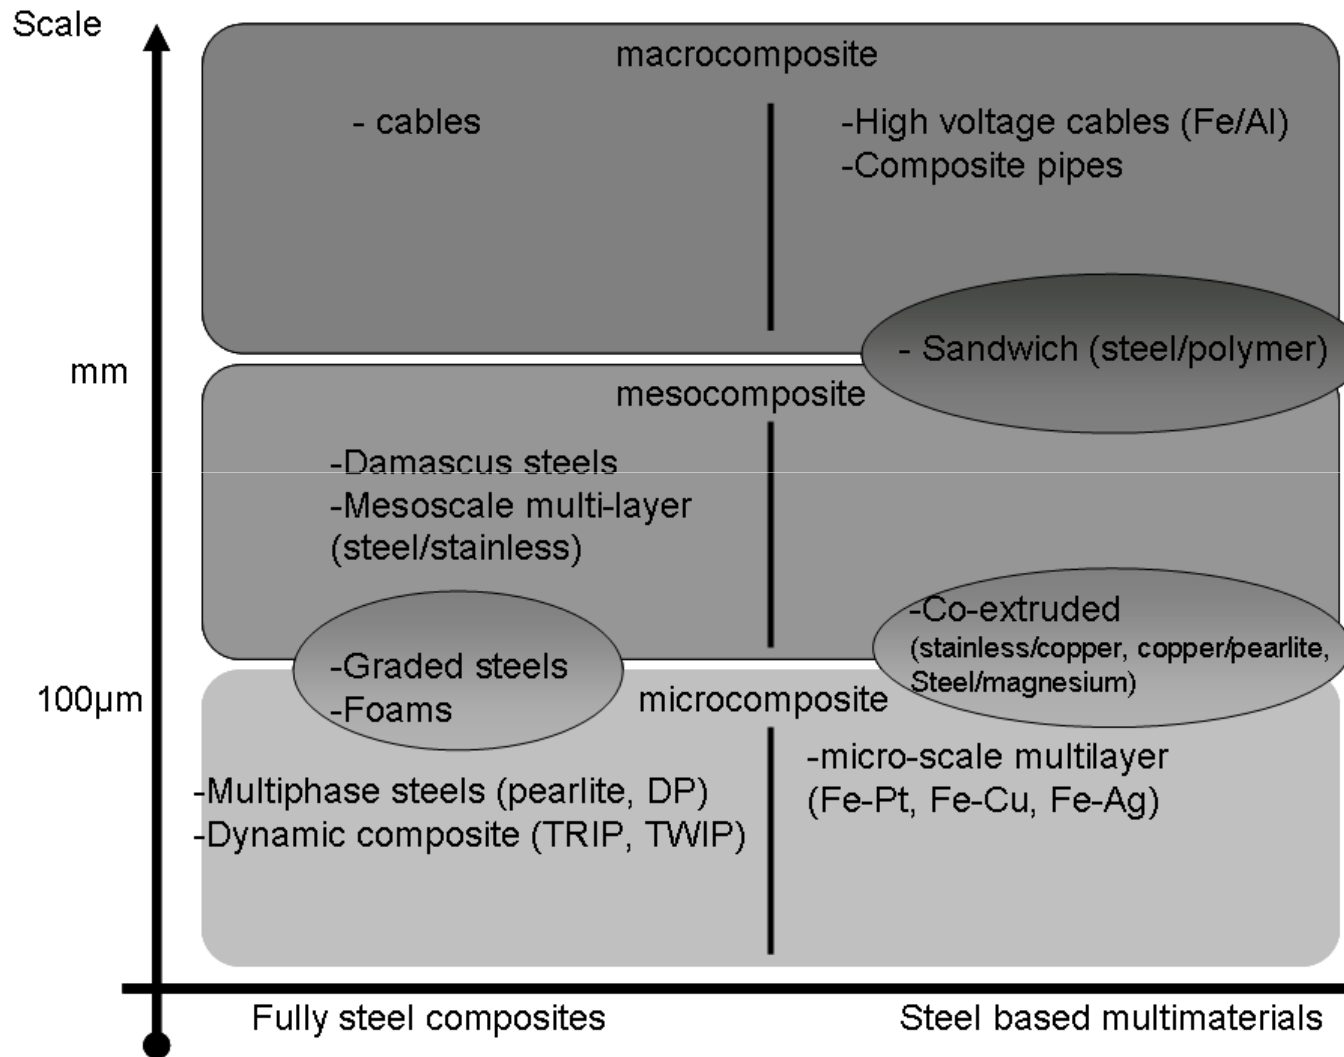 Scale
macrocomposite
- cables
-High voltage cables (Fe/Al)
-Composite pipes
- Sandwich (steel/polymer)
mm
mesocomposite
-Damascus steels
-Mesoscale multi-layer
(steel/stainless)
-Co-extruded
(stainless/copper, copper/pearlite,
Steel/magnesium)
-Graded steels
-Foams
100µm
microcomposite
-Multiphase steels (pearlite, DP)
-Dynamic composite (TRIP, TWIP)
-micro-scale multilayer
(Fe-Pt, Fe-Cu, Fe-Ag)
Fully steel composites
Steel based multimaterials